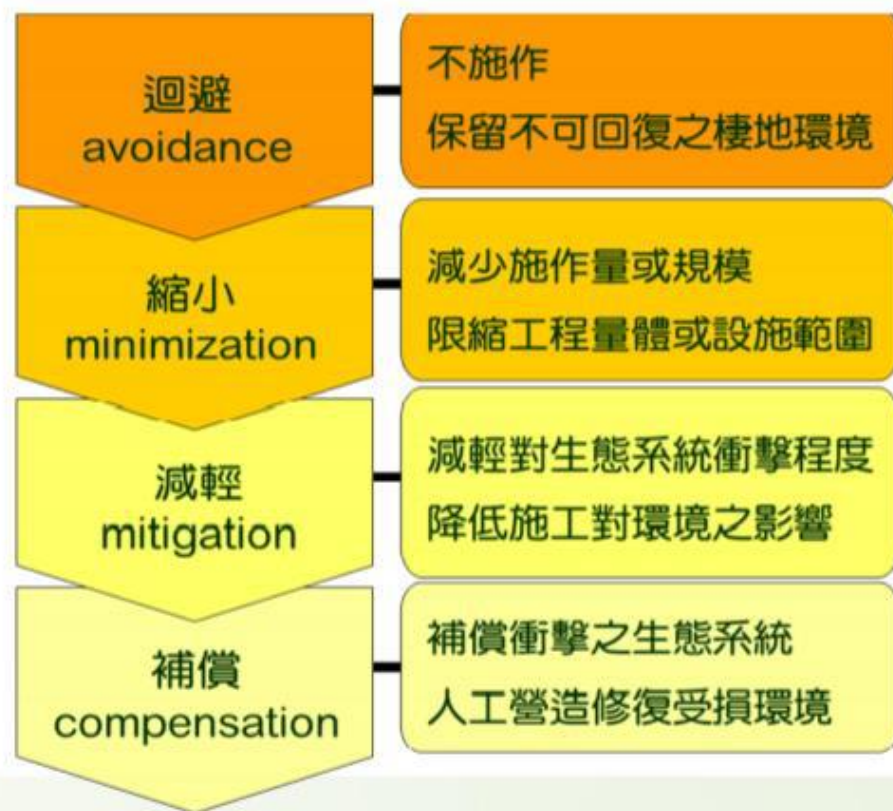 迴避
avoidance
不施作
保留不可回復之棲地環境
縮小
minimization
減少施作量或規模
限縮工程量體或設施範圍
減輕
mitigation
減輕對生態系統衝擊程度
降低施工對環境之影響
補償
compensation
補償衝擊之生態系統
人工營造修復受損環境